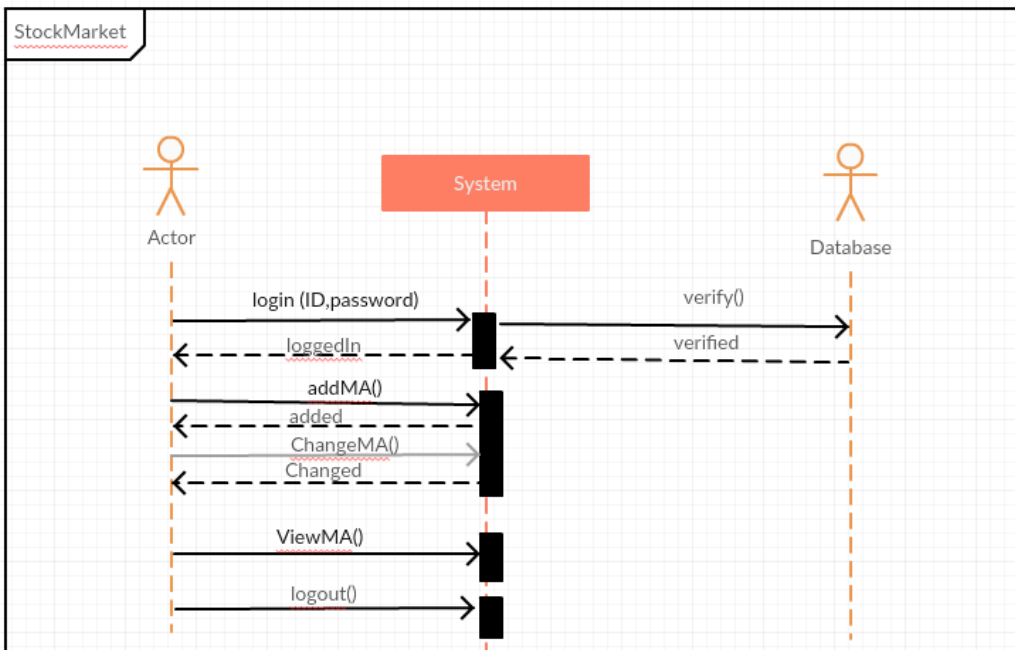 StockMarket
System
Actor
Database
login (ID,password)
verify()
loggedIn
verified
addMA()
added
ChangeMA()
Changed
ViewMA()
logout()